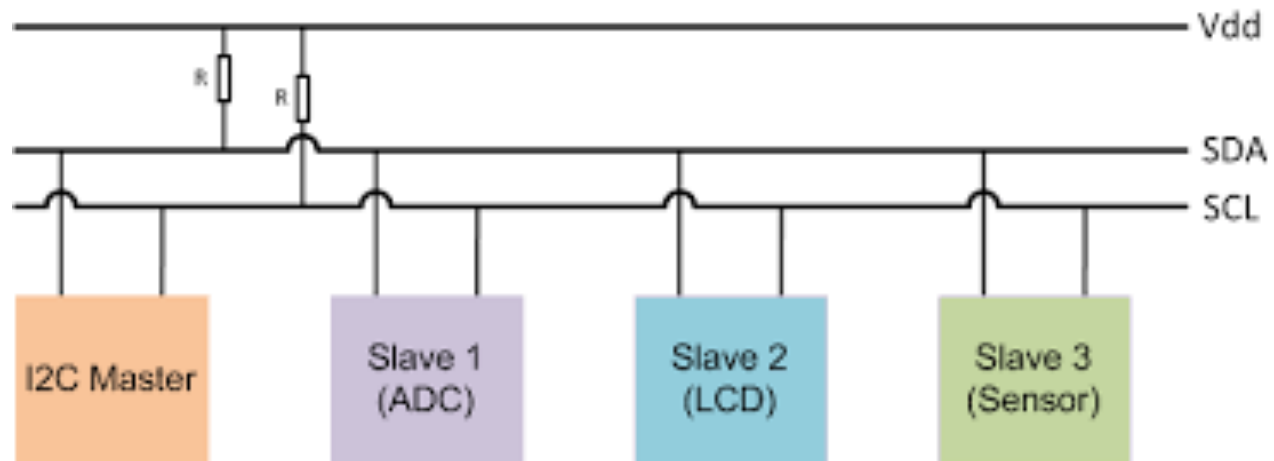 Vdd
R
R
SDA
SCL
I2C Master
Slave 1
(ADC)
Slave 2
(LCD)
Slave 3
(Sensor)